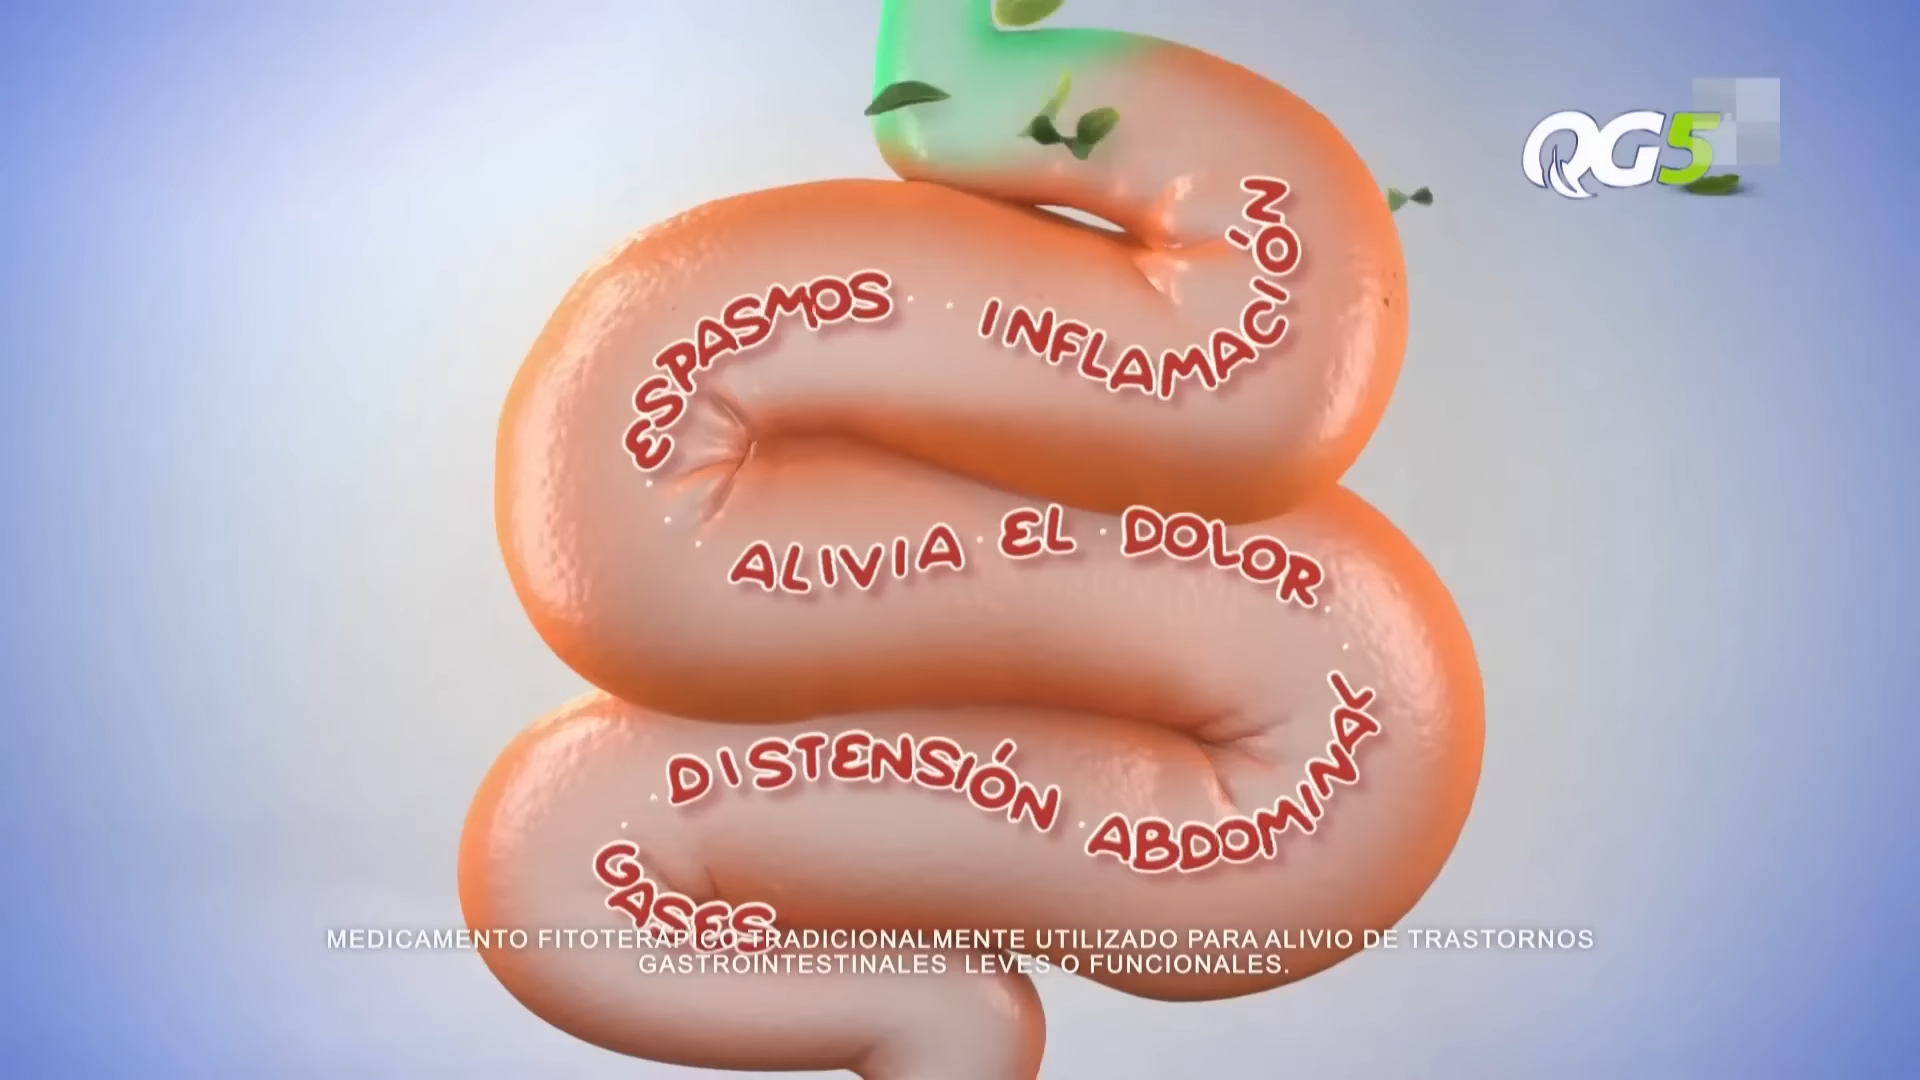 QG5
INFLAMACIÓN
ESPASMOS
ALIVIA EL DOLOR
DISTENSIÓN ABDOMINAL
GASES
MEDICAMENTO FITOTERÁPICO TRADICIONALMENTE UTILIZADO PARA ALIVIO DE TRASTORNOS
GASTROINTESTINALES LEVES O FUNCIONALES.